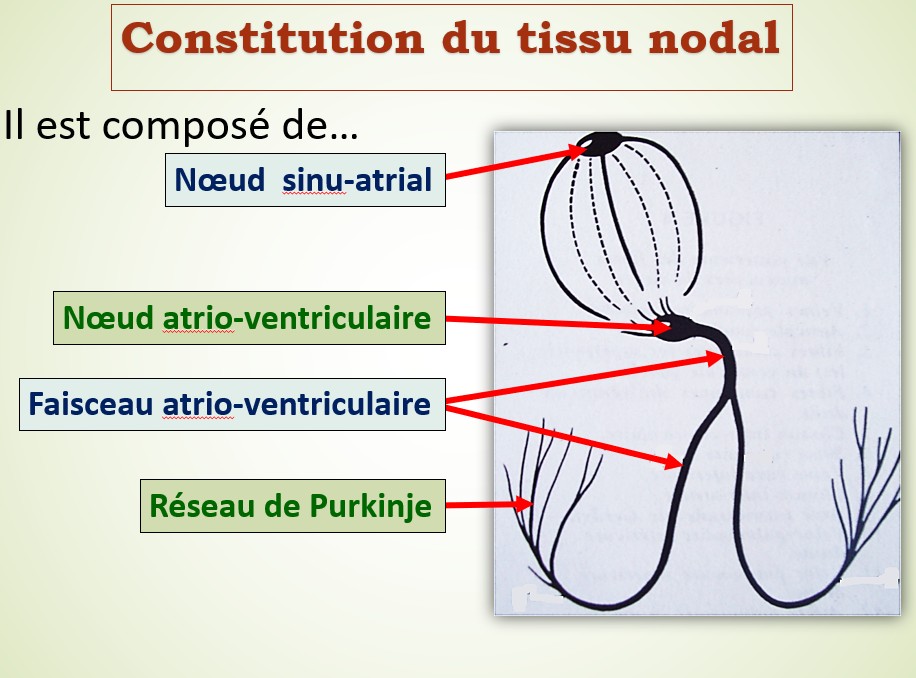 Constitution du tissu nodal
Il est composé de...
Nœud sinu-atrial
Nœud atrio-ventriculaire
Faisceau atrio-ventriculaire
Réseau de Purkinje